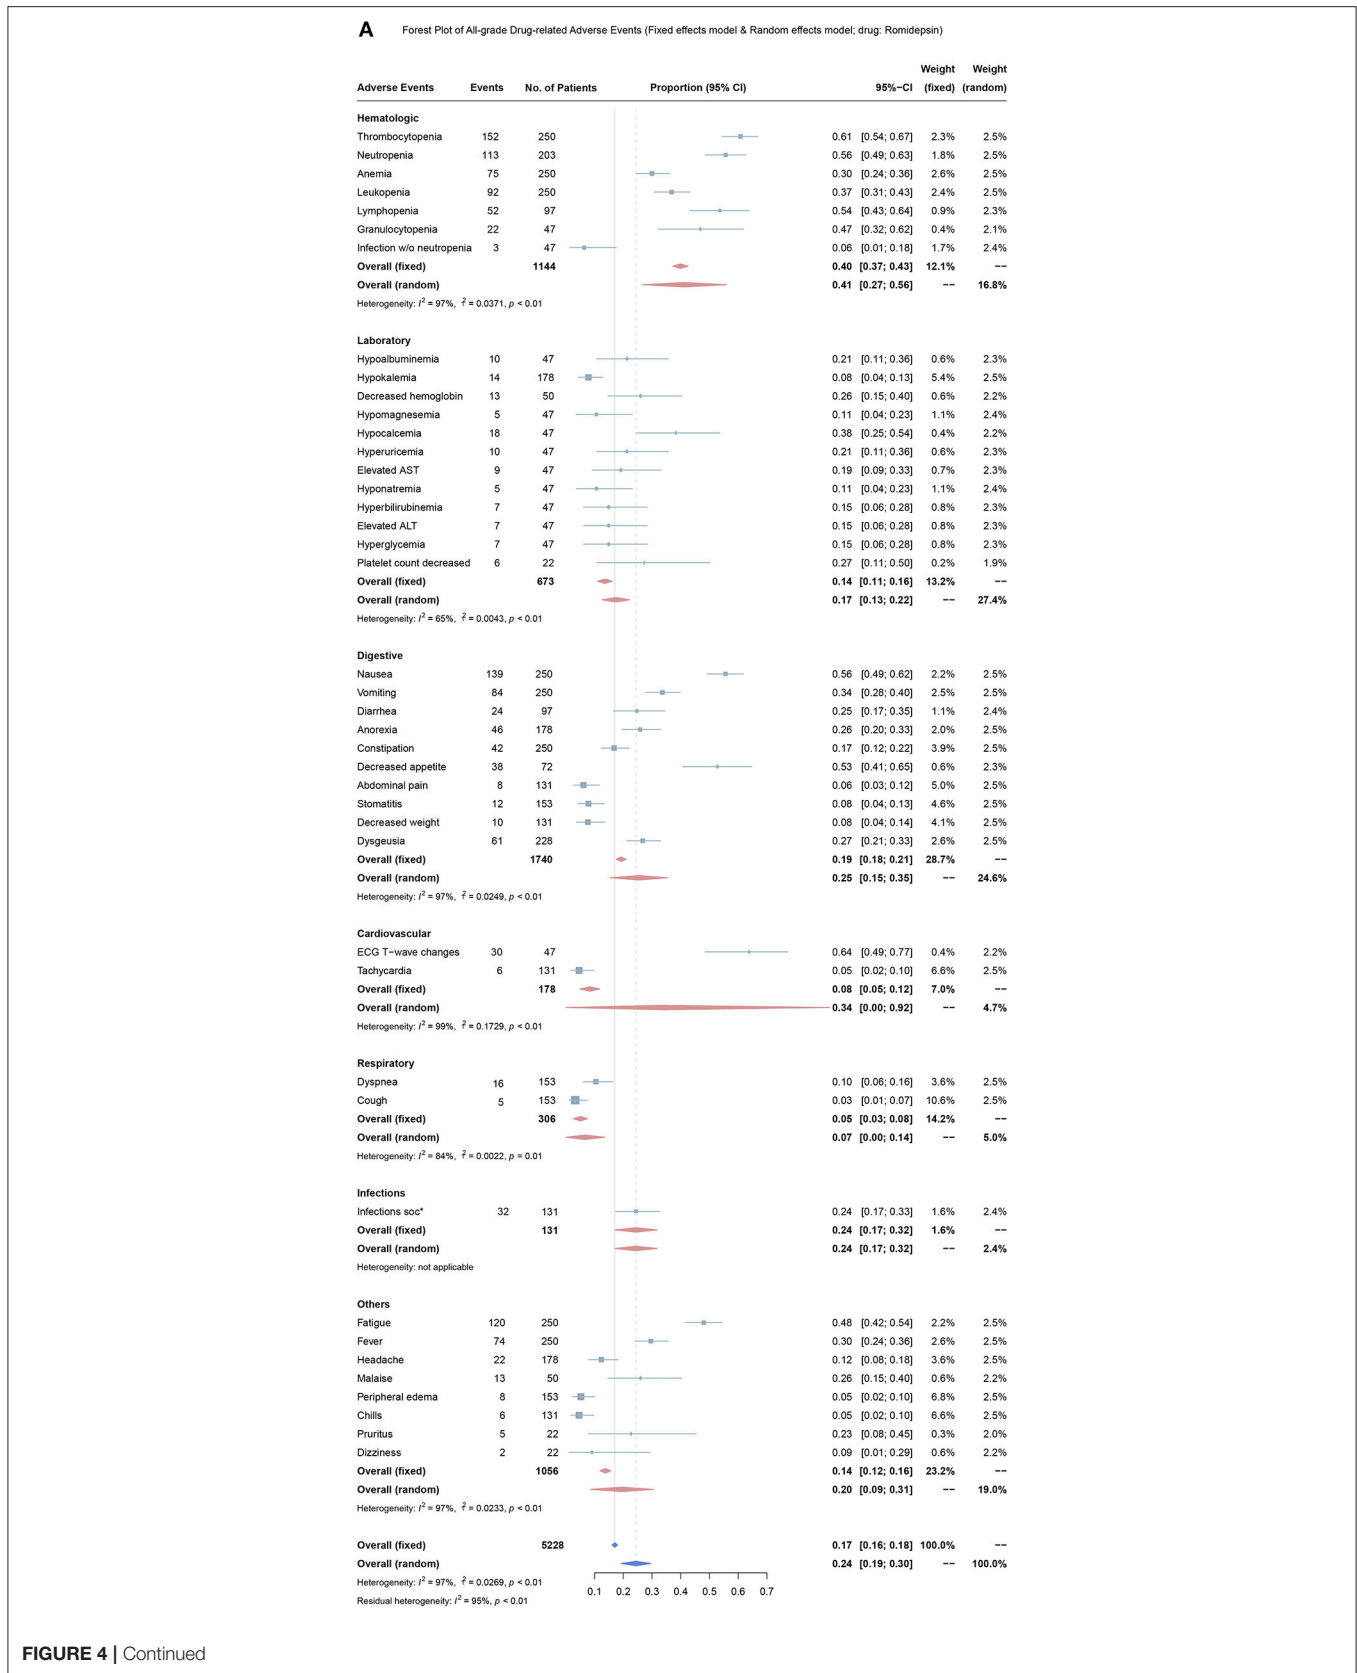 A Forest Plot of All-grade Drug-related Adverse Events (Fixed effects model & Random effects model; drug: Romidepsin)
Weight Weight
Adverse Events Events No. of Patients Proportion (95% CI) 95%−CI (fixed) (random)
Hematologic
Thrombocytopenia 152 250 0.61 [0.54; 0.67] 2.3% 2.5%
Neutropenia 113 203 0.56 [0.49; 0.63] 1.8% 2.5%
Anemia 75 250 0.30 [0.24; 0.36] 2.6% 2.5%
Leukopenia 92 250 0.37 [0.31; 0.43] 2.4% 2.5%
Lymphopenia 52 97 0.54 [0.43; 0.64] 0.9% 2.3%
Granulocytopenia 22 47 0.47 [0.32; 0.62] 0.4% 2.1%
Infection w/o neutropenia 3 47 0.06 [0.01; 0.18] 1.7% 2.4%
Overall (fixed) 1144 0.40 [0.37; 0.43] 12.1% −−
Overall (random) 0.41 [0.27; 0.56] −− 16.8%
Heterogeneity: I² = 97%, τ² = 0.0371, p < 0.01
Laboratory
Hypoalbuminemia 10 47 0.21 [0.11; 0.36] 0.6% 2.3%
Hypokalemia 14 178 0.08 [0.04; 0.13] 5.4% 2.5%
Decreased hemoglobin 13 50 0.26 [0.15; 0.40] 0.6% 2.2%
Hypomagnesemia 5 47 0.11 [0.04; 0.23] 1.1% 2.4%
Hypocalcemia 18 47 0.38 [0.25; 0.54] 0.4% 2.2%
Hyperuricemia 10 47 0.21 [0.11; 0.36] 0.6% 2.3%
Elevated AST 9 47 0.19 [0.09; 0.33] 0.7% 2.3%
Hyponatremia 5 47 0.11 [0.04; 0.23] 1.1% 2.4%
Hyperbilirubinemia 7 47 0.15 [0.06; 0.28] 0.8% 2.3%
Elevated ALT 7 47 0.15 [0.06; 0.28] 0.8% 2.3%
Hyperglycemia 7 47 0.15 [0.06; 0.28] 0.8% 2.3%
Platelet count decreased 6 22 0.27 [0.11; 0.50] 0.2% 1.9%
Overall (fixed) 673 0.14 [0.11; 0.16] 13.2% −−
Overall (random) 0.17 [0.13; 0.22] −− 27.4%
Heterogeneity: I² = 65%, τ² = 0.0043, p < 0.01
Digestive
Nausea 139 250 0.56 [0.49; 0.62] 2.2% 2.5%
Vomiting 84 250 0.34 [0.28; 0.40] 2.5% 2.5%
Diarrhea 24 97 0.25 [0.17; 0.35] 1.1% 2.4%
Anorexia 46 178 0.26 [0.20; 0.33] 2.0% 2.5%
Constipation 42 250 0.17 [0.12; 0.22] 3.9% 2.5%
Decreased appetite 38 72 0.53 [0.41; 0.65] 0.6% 2.3%
Abdominal pain 8 131 0.06 [0.03; 0.12] 5.0% 2.5%
Stomatitis 12 153 0.08 [0.04; 0.13] 4.6% 2.5%
Decreased weight 10 131 0.08 [0.04; 0.14] 4.1% 2.5%
Dysgeusia 61 228 0.27 [0.21; 0.33] 2.6% 2.5%
Overall (fixed) 1740 0.19 [0.18; 0.21] 28.7% −−
Overall (random) 0.25 [0.15; 0.35] −− 24.6%
Heterogeneity: I² = 97%, τ² = 0.0249, p < 0.01
Cardiovascular
ECG T−wave changes 30 47 0.64 [0.49; 0.77] 0.4% 2.2%
Tachycardia 6 131 0.05 [0.02; 0.10] 6.6% 2.5%
Overall (fixed) 178 0.08 [0.05; 0.12] 7.0% −−
Overall (random) 0.34 [0.00; 0.92] −− 4.7%
Heterogeneity: I² = 99%, τ² = 0.1729, p < 0.01
Respiratory
Dyspnea 16 153 0.10 [0.06; 0.16] 3.6% 2.5%
Cough 5 153 0.03 [0.01; 0.07] 10.6% 2.5%
Overall (fixed) 306 0.05 [0.03; 0.08] 14.2% −−
Overall (random) 0.07 [0.00; 0.14] −− 5.0%
Heterogeneity: I² = 84%, τ² = 0.0022, p = 0.01
Infections
Infections soc* 32 131 0.24 [0.17; 0.33] 1.6% 2.4%
Overall (fixed) 131 0.24 [0.17; 0.32] 1.6% −−
Overall (random) 0.24 [0.17; 0.32] −− 2.4%
Heterogeneity: not applicable
Others
Fatigue 120 250 0.48 [0.42; 0.54] 2.2% 2.5%
Fever 74 250 0.30 [0.24; 0.36] 2.6% 2.5%
Headache 22 178 0.12 [0.08; 0.18] 3.6% 2.5%
Malaise 13 50 0.26 [0.15; 0.40] 0.6% 2.2%
Peripheral edema 8 153 0.05 [0.02; 0.10] 6.8% 2.5%
Chills 6 131 0.05 [0.02; 0.10] 6.6% 2.5%
Pruritus 5 22 0.23 [0.08; 0.45] 0.3% 2.0%
Dizziness 2 22 0.09 [0.01; 0.29] 0.6% 2.2%
Overall (fixed) 1056 0.14 [0.12; 0.16] 23.2% −−
Overall (random) 0.20 [0.09; 0.31] −− 19.0%
Heterogeneity: I² = 97%, τ² = 0.0233, p < 0.01
Overall (fixed) 5228 0.17 [0.16; 0.18] 100.0% −−
Overall (random) 0.24 [0.19; 0.30] −− 100.0%
Heterogeneity: I² = 97%, τ² = 0.0269, p < 0.01
0.1 0.2 0.3 0.4 0.5 0.6 0.7
Residual heterogeneity: I² = 95%, p < 0.01
FIGURE 4 | Continued